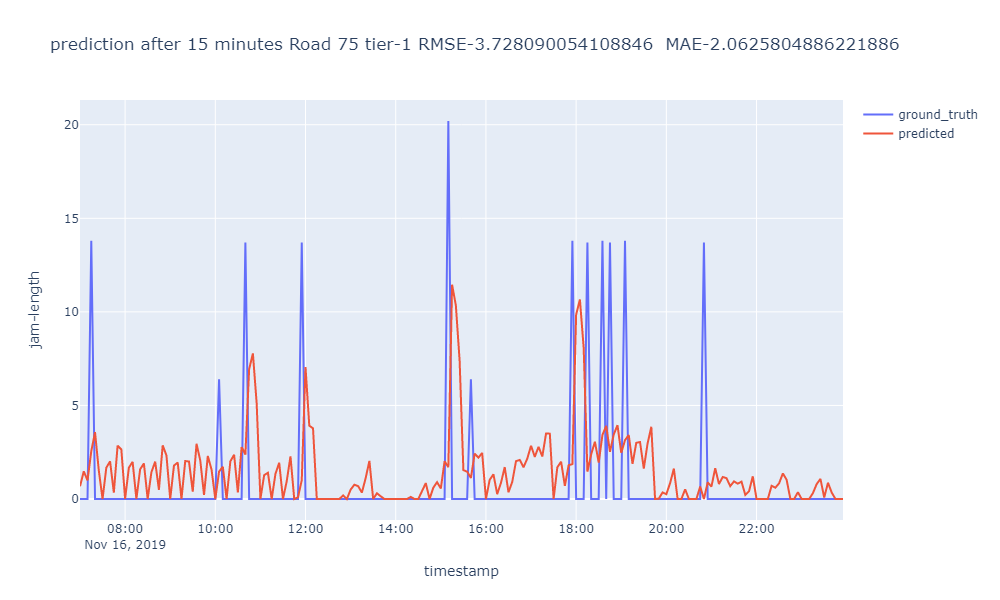 prediction after 15 minutes Road 75 tier-1 RMSE-3.728090054108846  MAE-2.0625804886221886
ground_truth
predicted
20
15
10
5
0
jam-length
08:00 10:00 12:00 14:00 16:00 18:00 20:00 22:00
Nov 16, 2019
timestamp